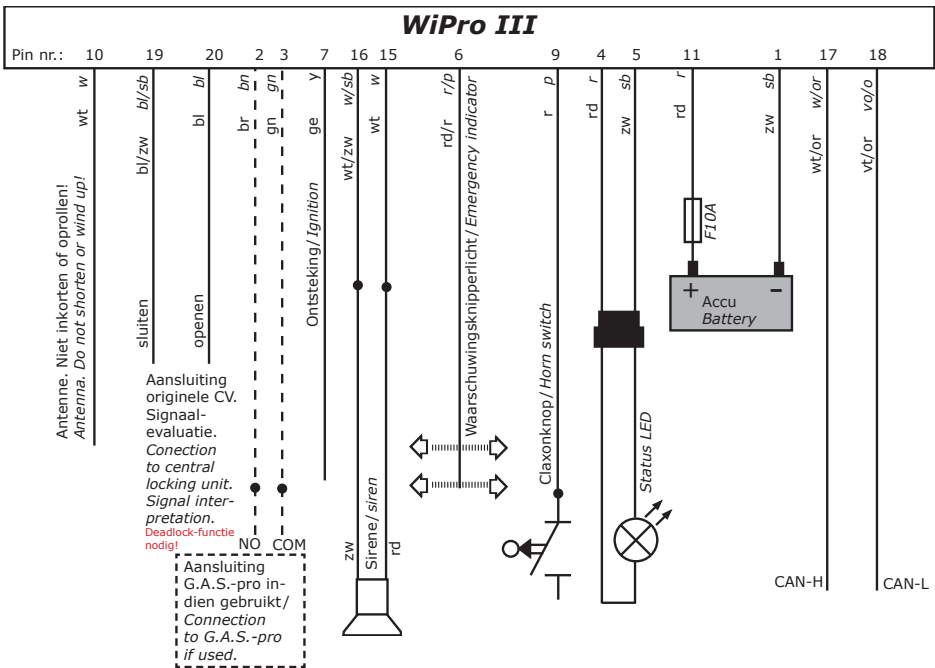 WiPro III
Pin nr.: 10 19 20 2 3 7 16 15 6 9 4 5 11 1 17 18
w bl/sb bl bn gn y w/sb w r/p p r sb r sb w/or vo/o
wt bl/zw bl br gn ge wt/zw wt rd/r r rd zw rd zw wt/or vt/or
Antenne. Niet inkorten of oprollen!
Antenna. Do not shorten or wind up!
sluiten
openen
Ontsteking/Ignition
Waarschuwingsknipperlicht/Emergency indicator
Claxonknop/Horn switch
Status LED
F10A
+ -
Accu
Battery
Aansluiting
originele CV.
Signaal-
evaluatie.
Conection
to central
locking unit.
Signal inter-
pretation.
Deadlock-functie
nodig!
NO COM
Aansluiting
G.A.S.-pro in-
dien gebruikt/
Connection
to G.A.S.-pro
if used.
zw
Sirene/siren
rd
CAN-H
CAN-L